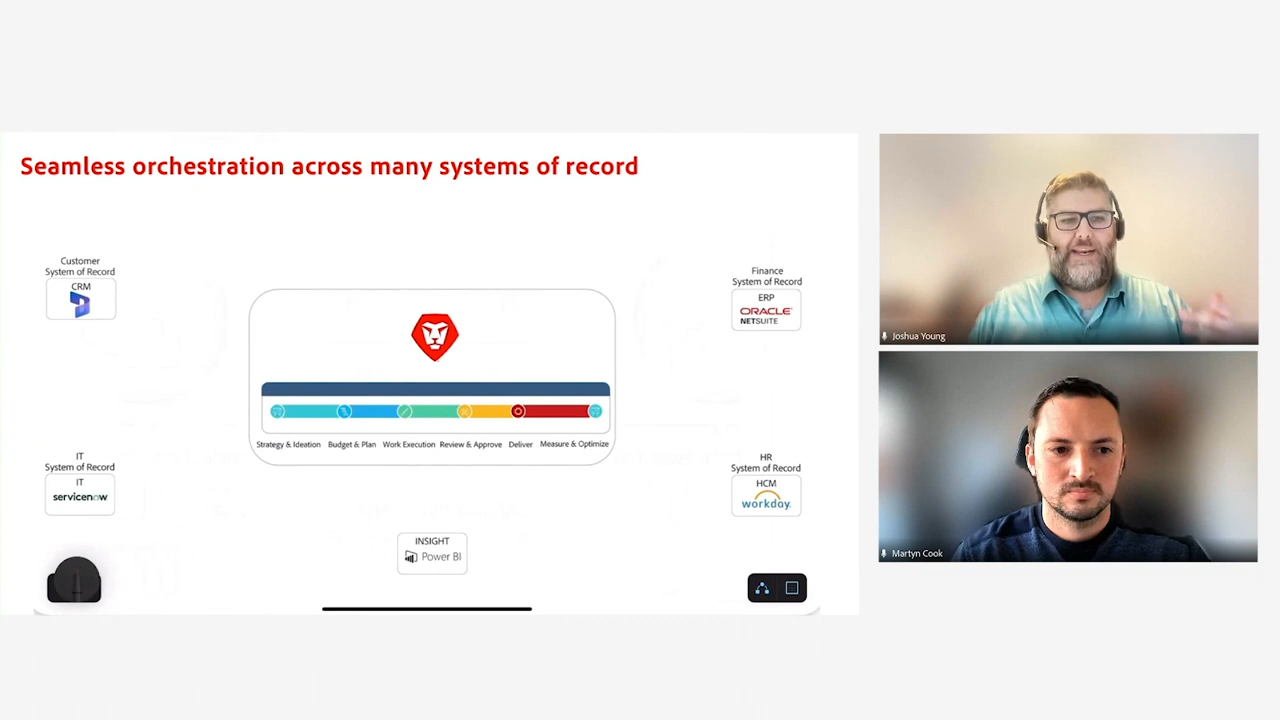 Seamless orchestration across many systems of record
Customer
System of Record
CRM
Finance
System of Record
ERP
ORACLE
NETSUITE
Strategy & Ideation
Budget & Plan
Work Execution
Review & Approve
Deliver
Measure & Optimize
IT
System of Record
IT
servicenow
HR
System of Record
HCM
workday.
INSIGHT
Power BI
Joshua Young
Martyn Cook